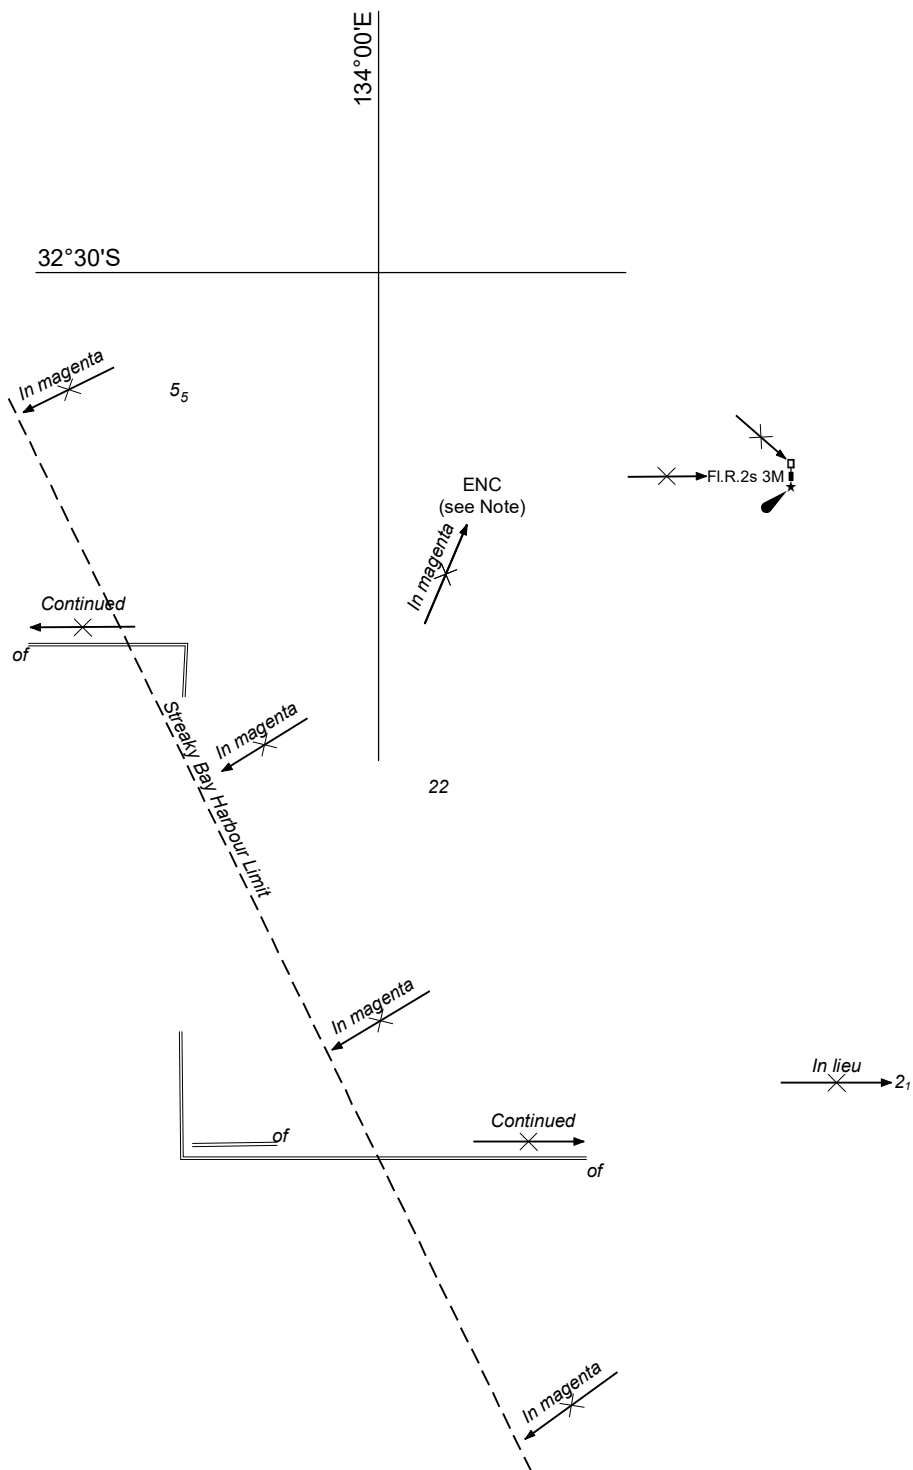 134°00'E
32°30'S
In magenta
5₅
ENC
(see Note)
Fl.R.2s 3M
In magenta
Continued
of
Streaky Bay Harbour Limit
In magenta
22
In magenta
In lieu
2₁
Continued
of
of
In magenta